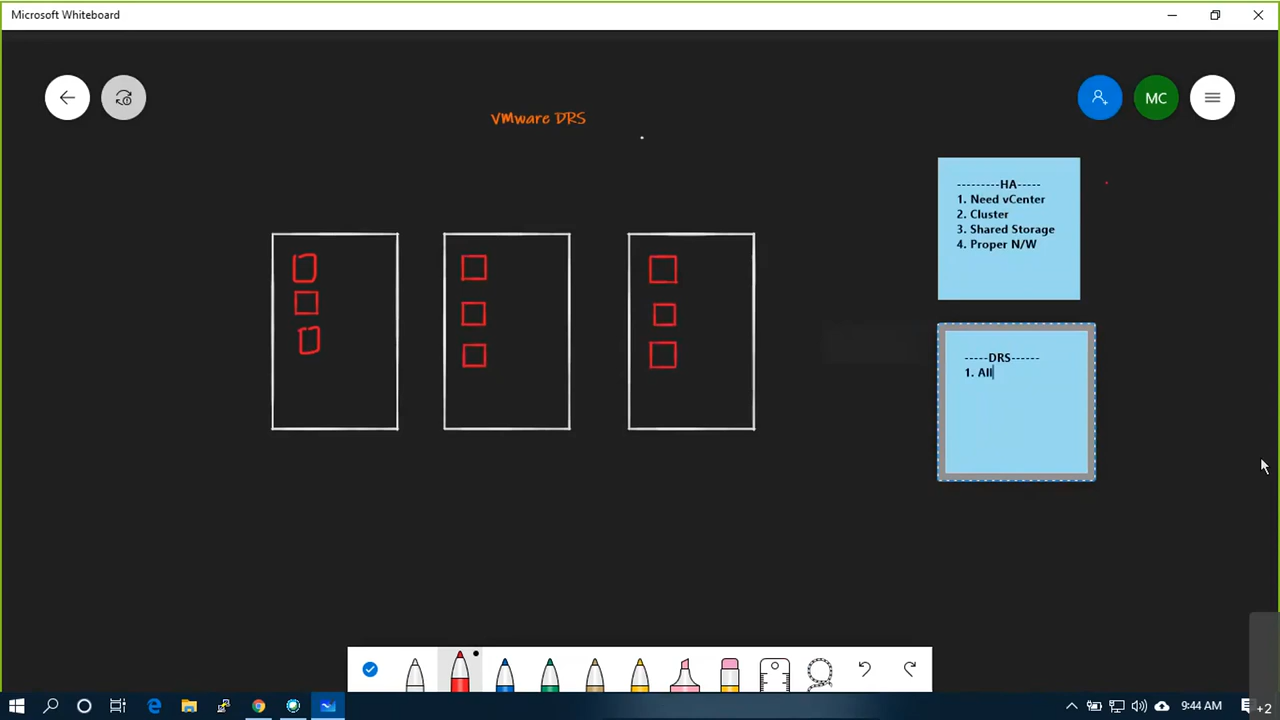 Microsoft Whiteboard
VMware DRS
MC
---------HA-----
1. Need vCenter
2. Cluster
3. Shared Storage
4. Proper N/W
-----DRS------
1. All
9:44 AM
+2